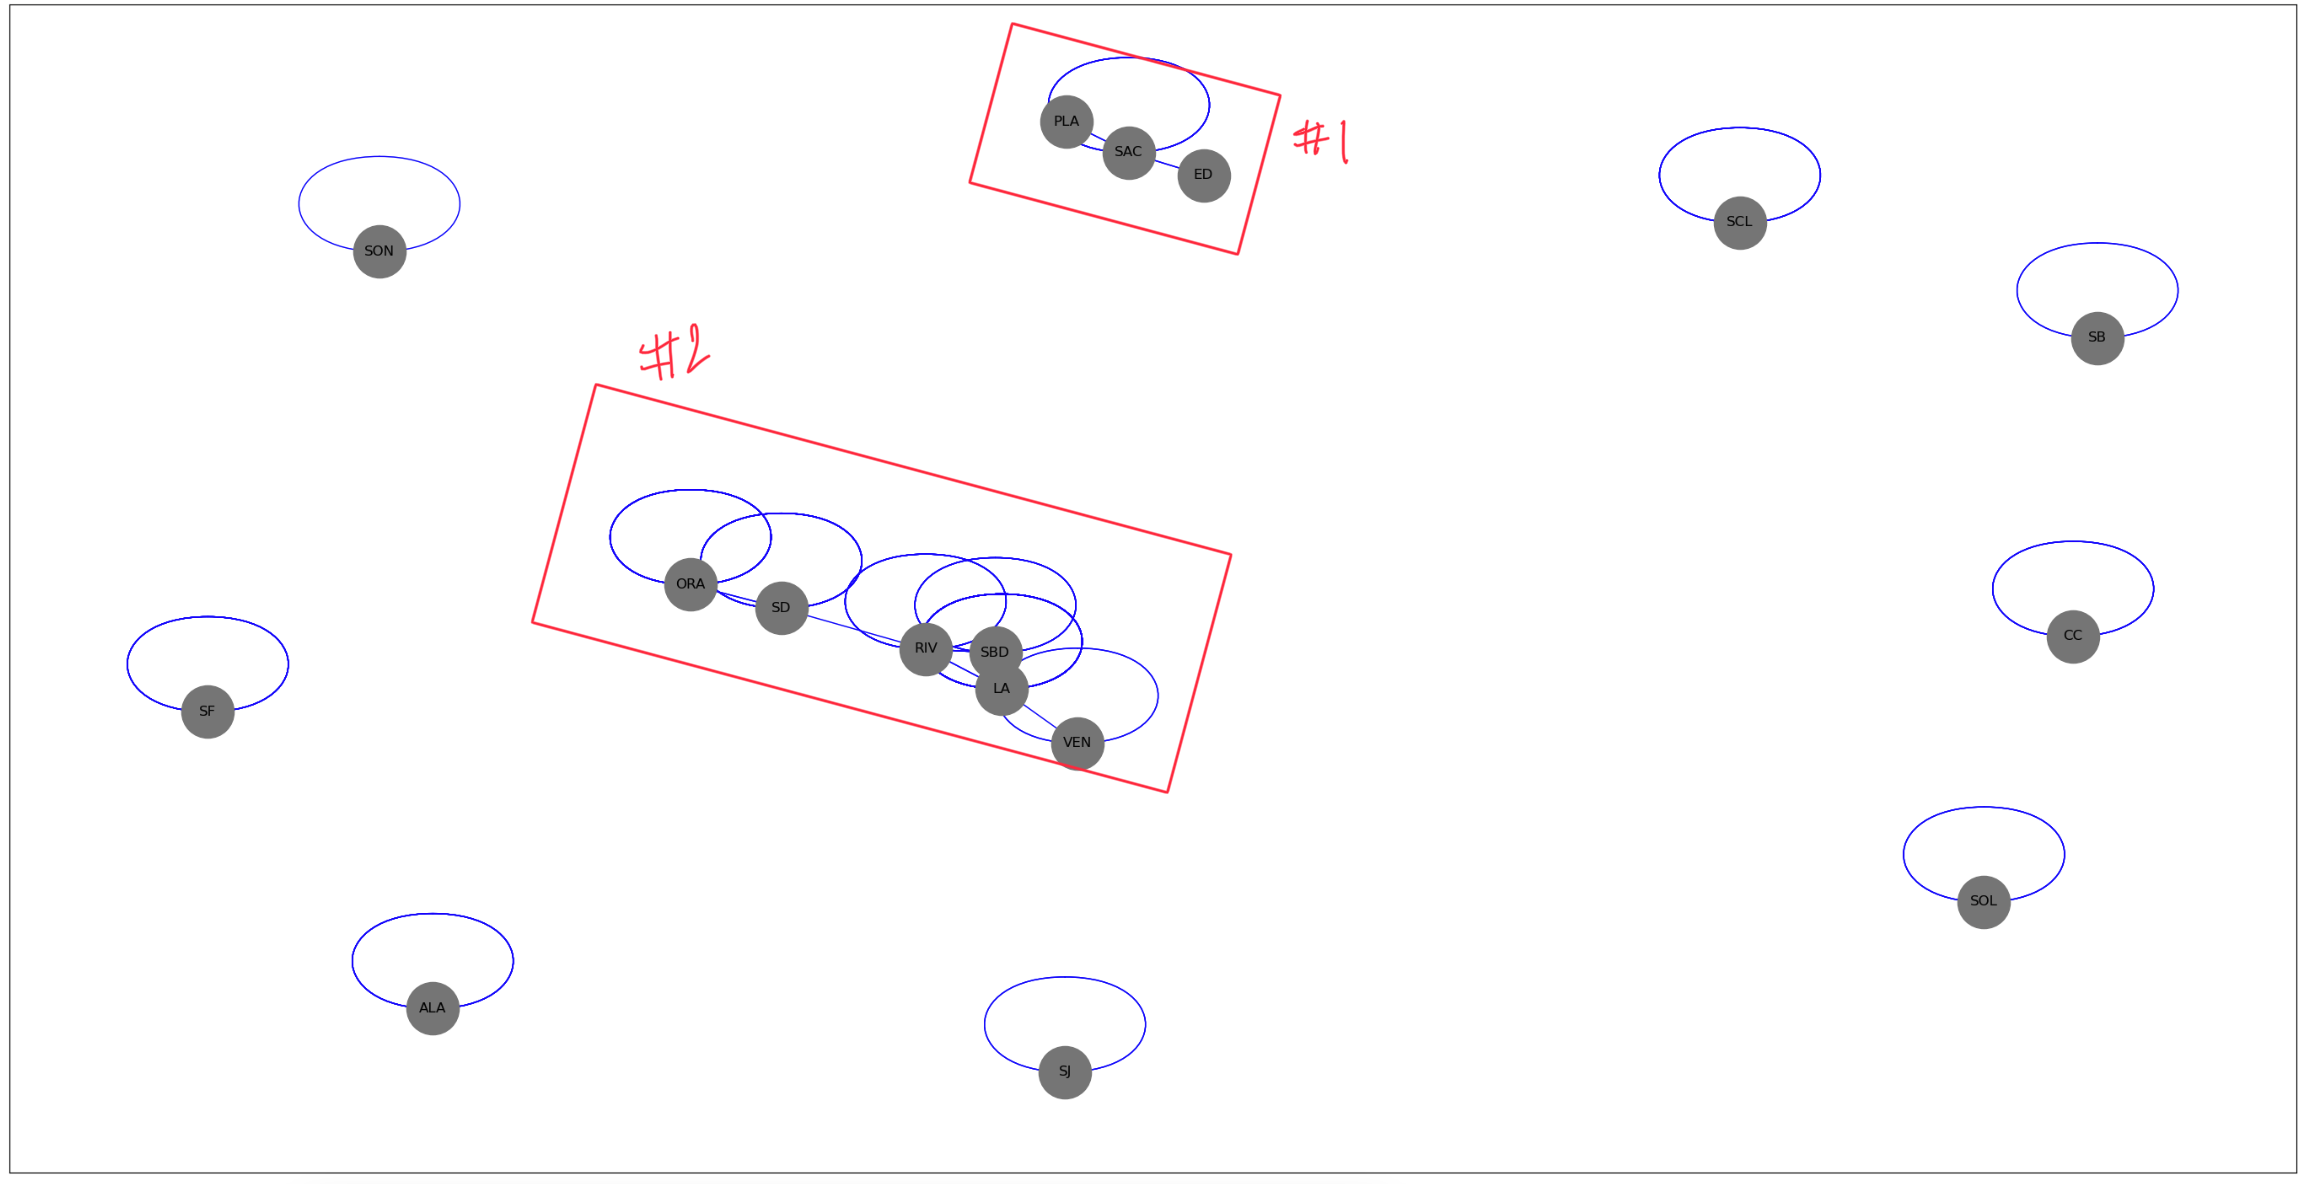 PLA
#1
SAC
ED
SCL
SON
SB
#2
ORA
SD
CC
RIV
SBD
LA
SF
VEN
SOL
ALA
SJ